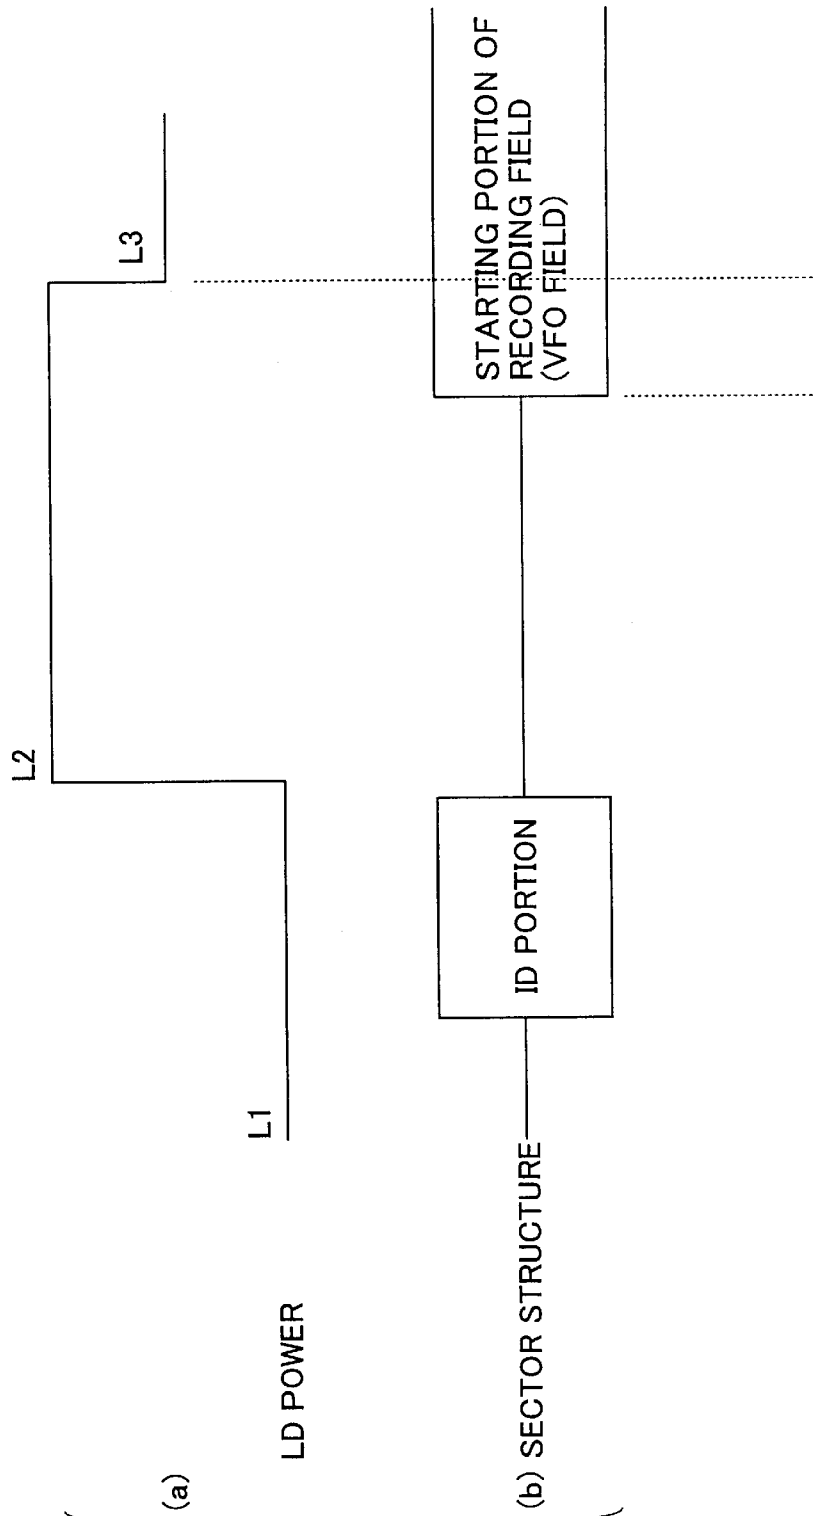 (a)
LD POWER
L1
L2
L3
(b) SECTOR STRUCTURE
ID PORTION
STARTING PORTION OF
RECORDING FIELD
(VFO FIELD)